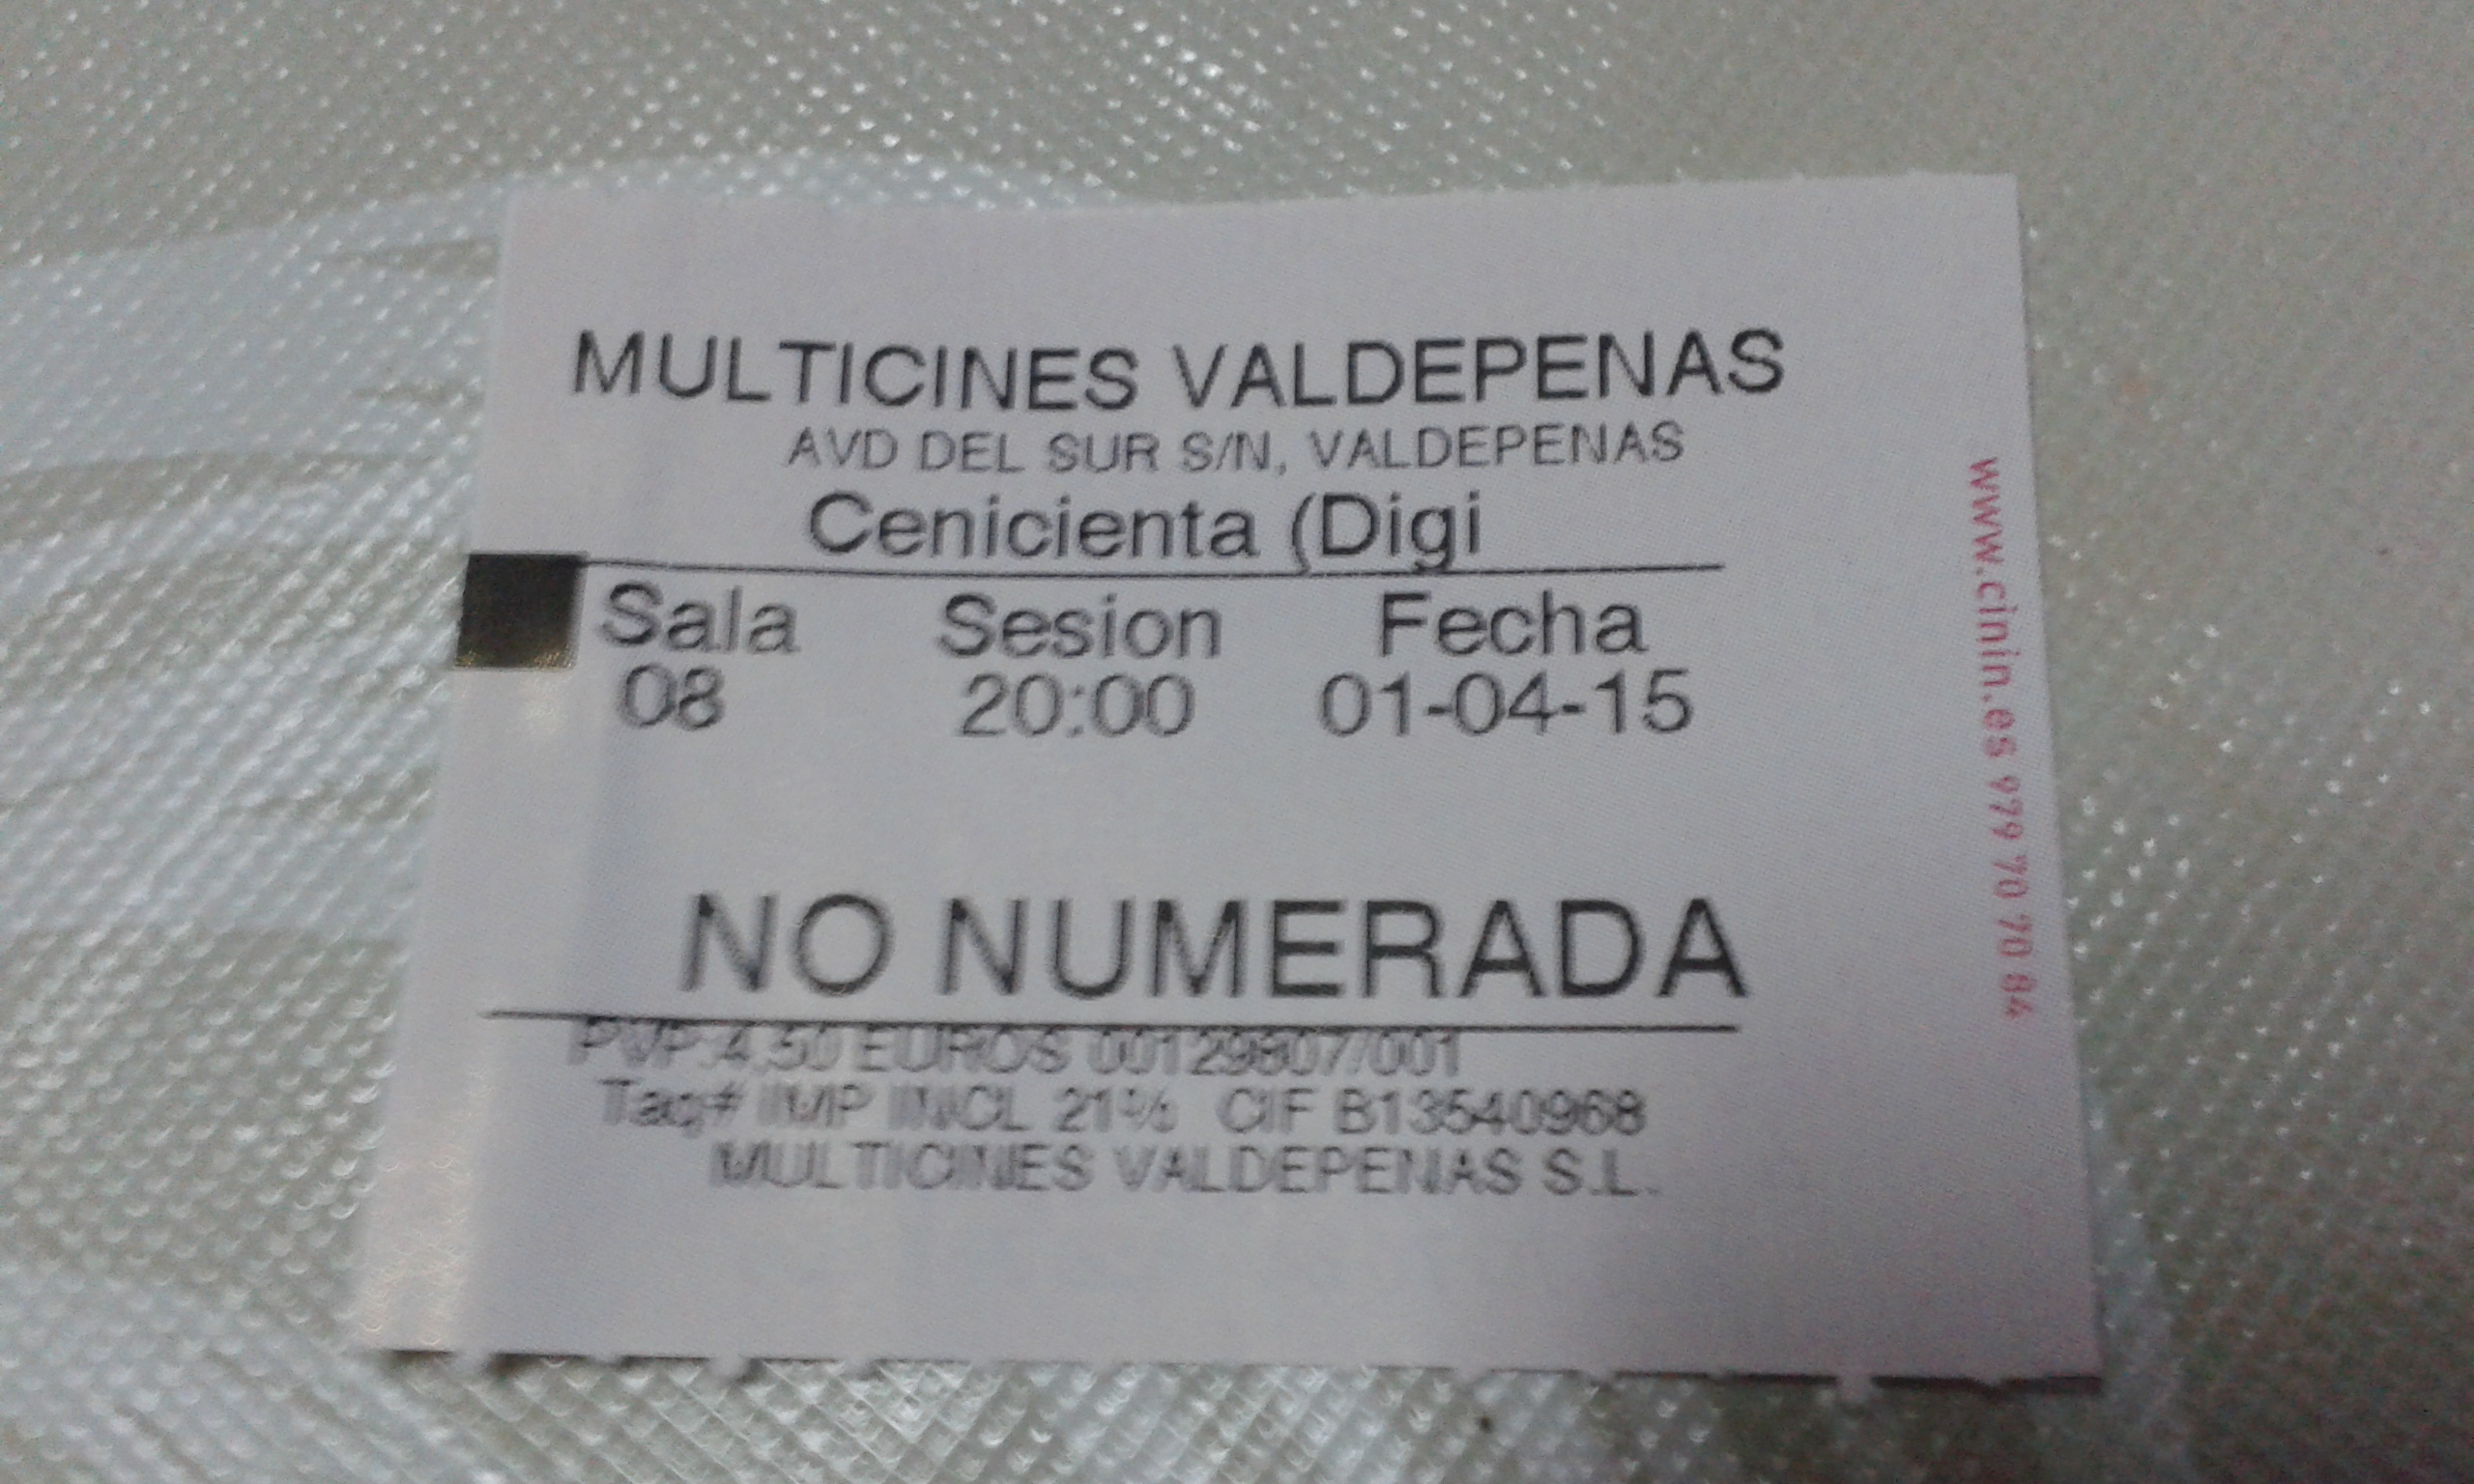 MULTICINES VALDEPENAS
AVD DEL SUR S/N, VALDEPENAS
Cenicienta (Digi
Sala Sesion Fecha
08 20:00 01-04-15
NO NUMERADA
PVP:4,50 EUROS 00129807/001
Taq# IMP INCL 21% CIF B13540968
MULTICINES VALDEPENAS S.L.
www.cinin.es 979 70 70 84